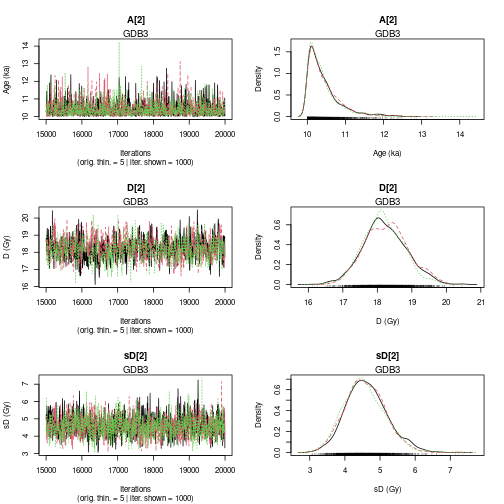 A[2]
GDB3
Age (ka)
10 11 12 13 14
15000 16000 17000 18000 19000 20000
Iterations
(orig. thin. = 5 | iter. shown = 1000)
A[2]
GDB3
Density
0.0 0.5 1.0 1.5
10 11 12 13 14
Age (ka)
D[2]
GDB3
D (Gy)
16 17 18 19 20
15000 16000 17000 18000 19000 20000
Iterations
(orig. thin. = 5 | iter. shown = 1000)
D[2]
GDB3
Density
0.0 0.2 0.4 0.6
16 17 18 19 20 21
D (Gy)
sD[2]
GDB3
sD (Gy)
3 4 5 6 7
15000 16000 17000 18000 19000 20000
Iterations
(orig. thin. = 5 | iter. shown = 1000)
sD[2]
GDB3
Density
0.0 0.2 0.4 0.6
3 4 5 6 7
sD (Gy)